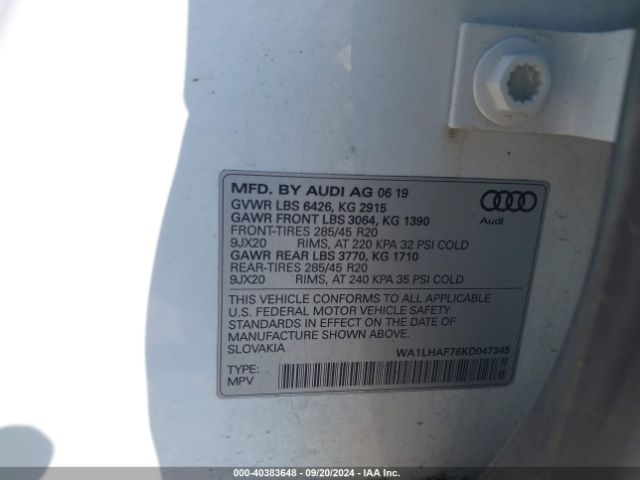 MFD. BY AUDI AG 06 19
GVWR LBS 6426, KG 2915
GAWR FRONT LBS 3064, KG 1390
FRONT-TIRES 285/45 R20
9JX20 RIMS, AT 220 KPA 32 PSI COLD
GAWR REAR LBS 3770, KG 1710
REAR-TIRES 285/45 R20
9JX20 RIMS, AT 240 KPA 35 PSI COLD
Audi
THIS VEHICLE CONFORMS TO ALL APPLICABLE
U.S. FEDERAL MOTOR VEHICLE SAFETY
STANDARDS IN EFFECT ON THE DATE OF
MANUFACTURE SHOWN ABOVE.
SLOVAKIA WA1LHAF76KD047345
TYPE:
MPV
000-40383648 - 09/20/2024 - IAA Inc.